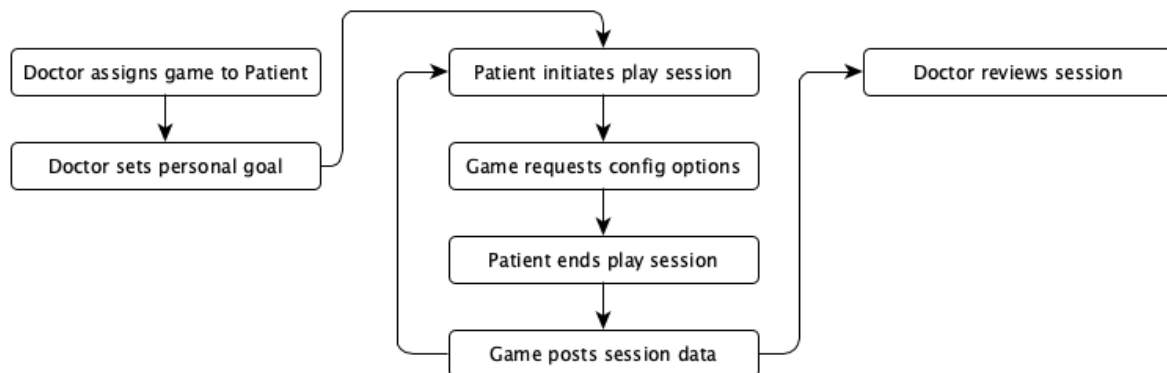 Doctor assigns game to Patient
Doctor sets personal goal
Patient initiates play session
Game requests config options
Patient ends play session
Game posts session data
Doctor reviews session